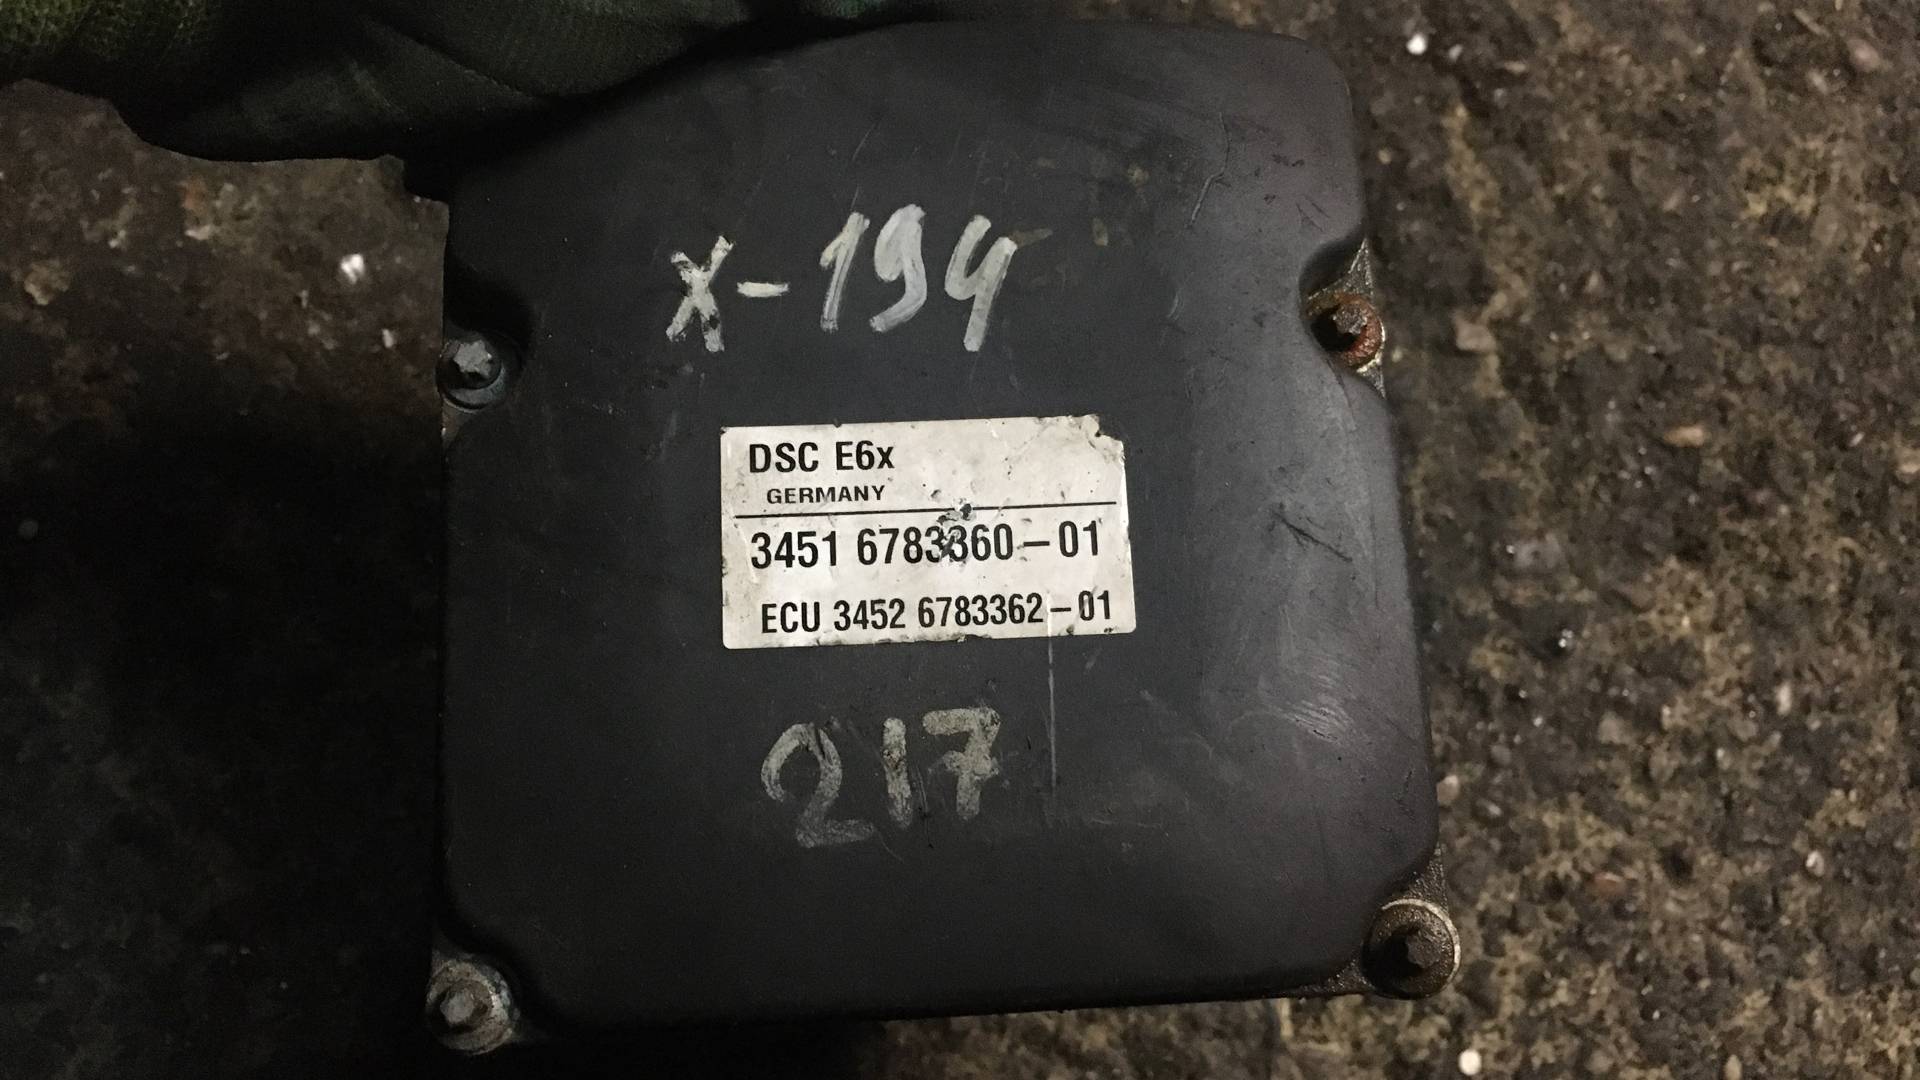 X-194
DSC E6x
GERMANY
3451 6783360-01
ECU 3452 6783362-01
217